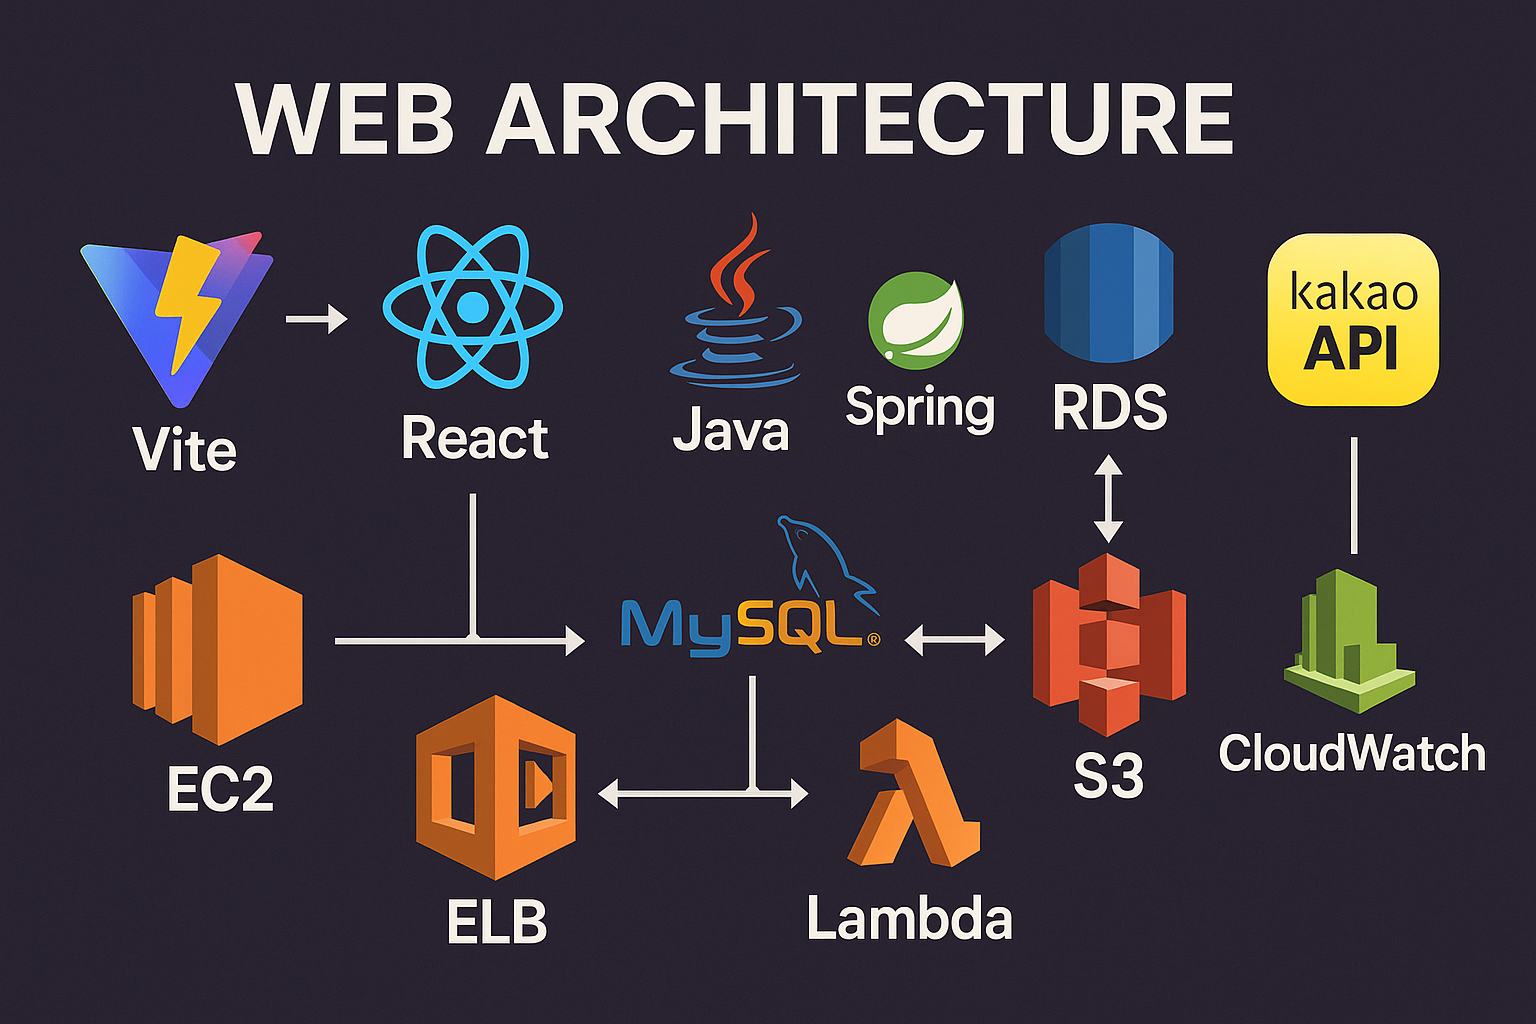 WEB ARCHITECTURE
Vite
React
Java
Spring
RDS
kakao
API
EC2
MySQL®
S3
CloudWatch
ELB
Lambda